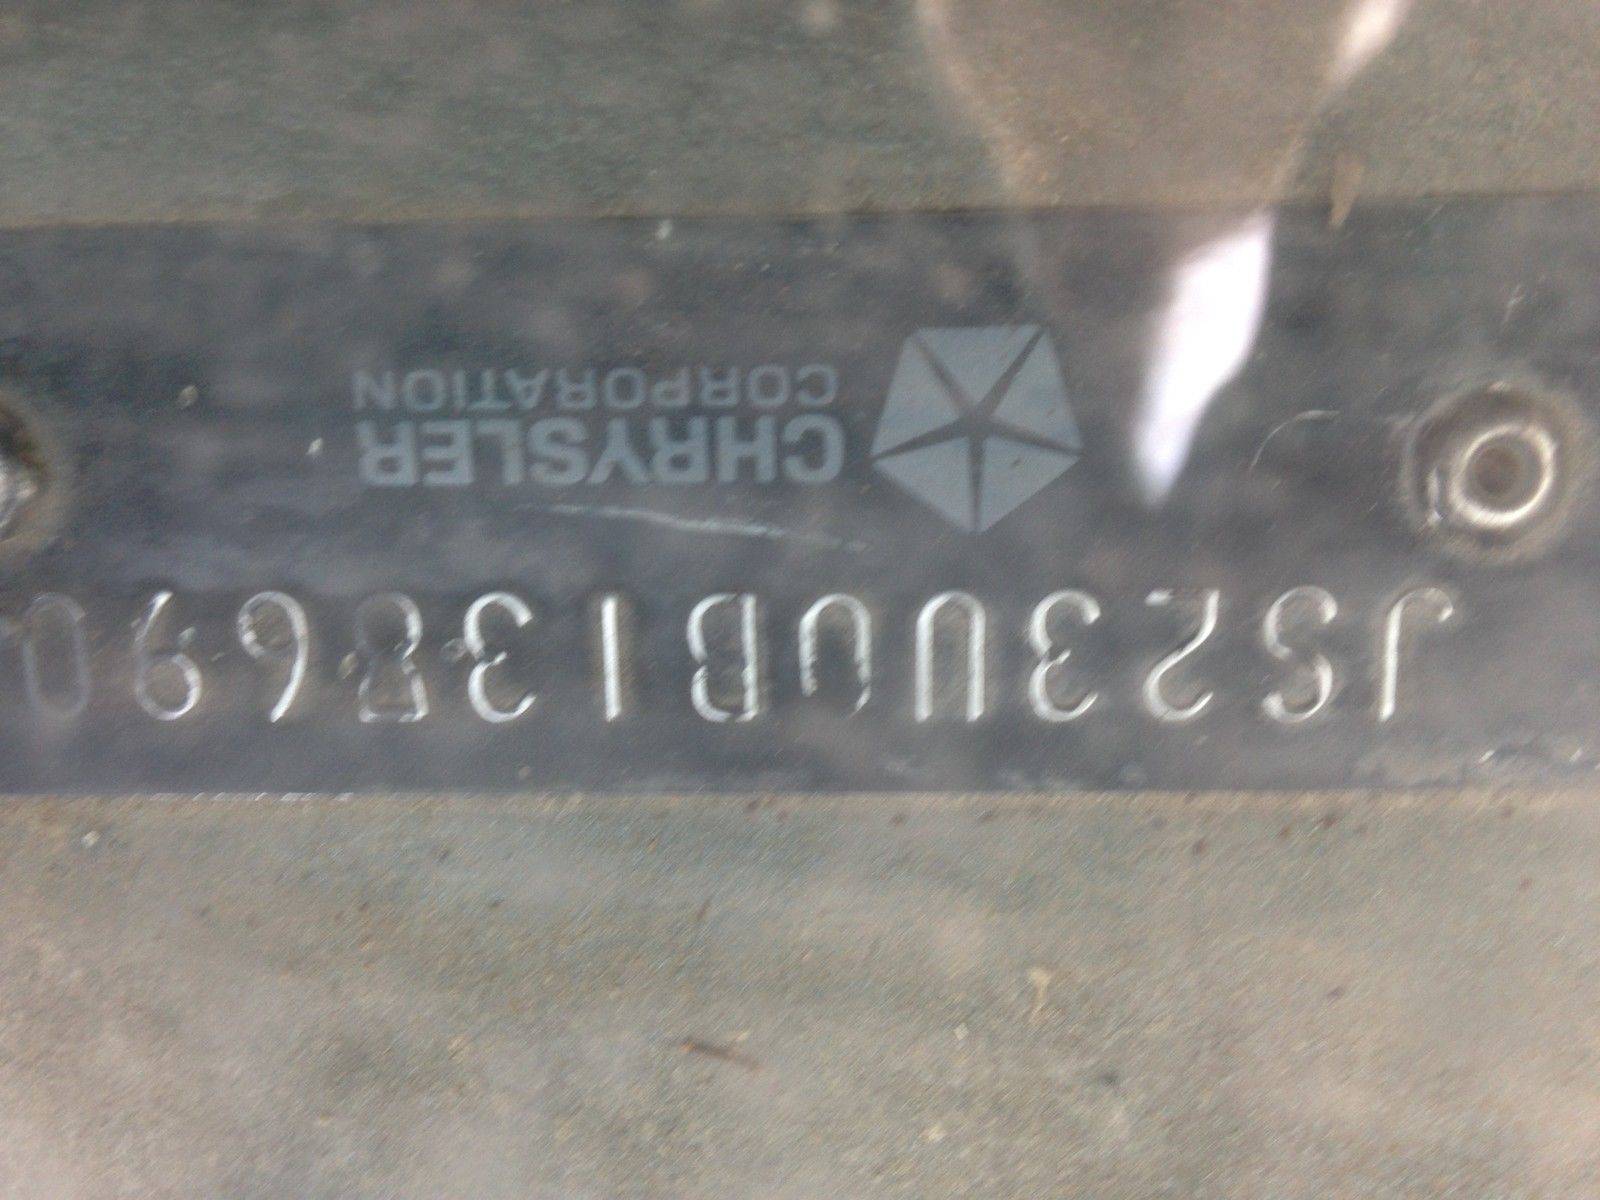 JS23U0B138690
CHRYSLER
CORPORATION